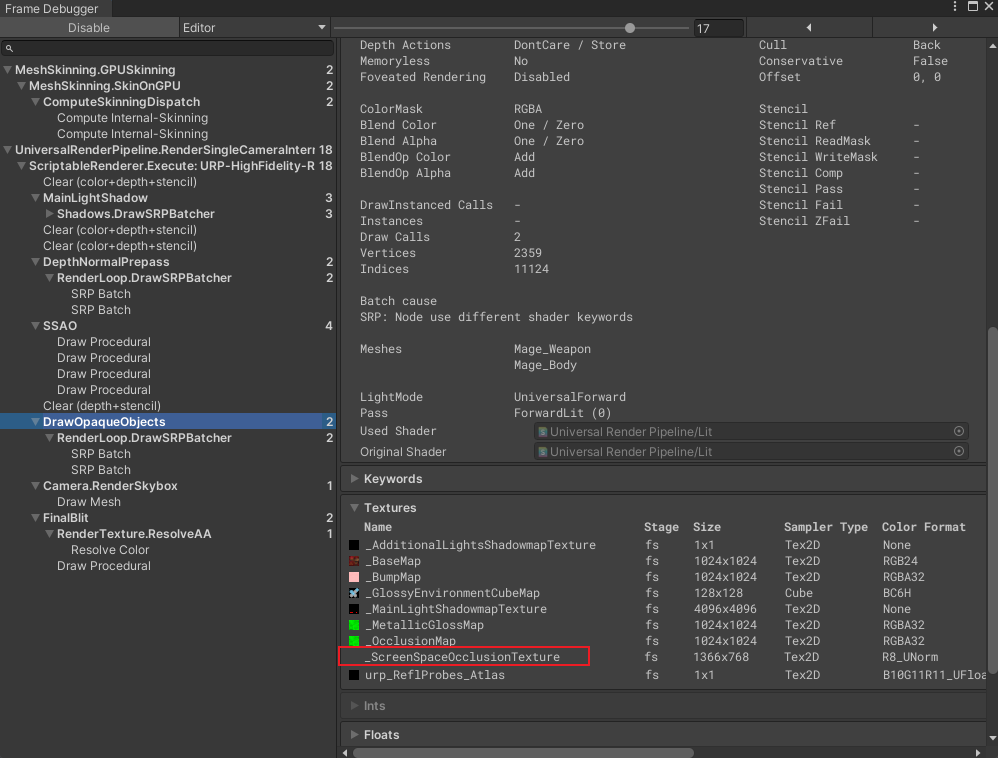 Frame Debugger
Disable
Editor
17
MeshSkinning.GPUSkinning 2
MeshSkinning.SkinOnGPU 2
ComputeSkinningDispatch 2
Compute Internal-Skinning
Compute Internal-Skinning
UniversalRenderPipeline.RenderSingleCameraInterr 18
ScriptableRenderer.Execute: URP-HighFidelity-R 18
Clear (color+depth+stencil)
MainLightShadow 3
Shadows.DrawSRPBatcher 3
Clear (color+depth+stencil)
Clear (color+depth+stencil)
DepthNormalPrepass 2
RenderLoop.DrawSRPBatcher 2
SRP Batch
SRP Batch
SSAO 4
Draw Procedural
Draw Procedural
Draw Procedural
Draw Procedural
Clear (depth+stencil)
DrawOpaqueObjects 2
RenderLoop.DrawSRPBatcher 2
SRP Batch
SRP Batch
Camera.RenderSkybox 1
Draw Mesh
FinalBlit 2
RenderTexture.ResolveAA 1
Resolve Color
Draw Procedural
Depth Actions DontCare / Store Cull Back
Memoryless No Conservative False
Foveated Rendering Disabled Offset 0, 0
ColorMask RGBA Stencil
Blend Color One / Zero Stencil Ref -
Blend Alpha One / Zero Stencil ReadMask -
BlendOp Color Add Stencil WriteMask -
BlendOp Alpha Add Stencil Comp -
Stencil Pass -
DrawInstanced Calls - Stencil Fail -
Instances - Stencil ZFail -
Draw Calls 2
Vertices 2359
Indices 11124
Batch cause
SRP: Node use different shader keywords
Meshes Mage_Weapon
Mage_Body
LightMode UniversalForward
Pass ForwardLit (0)
Used Shader Universal Render Pipeline/Lit
Original Shader Universal Render Pipeline/Lit
Keywords
Textures
Name Stage Size Sampler Type Color Format
_AdditionalLightsShadowmapTexture fs 1x1 Tex2D None
_BaseMap fs 1024x1024 Tex2D RGB24
_BumpMap fs 1024x1024 Tex2D RGBA32
_GlossyEnvironmentCubeMap fs 128x128 Cube BC6H
_MainLightShadowmapTexture fs 4096x4096 Tex2D None
_MetallicGlossMap fs 1024x1024 Tex2D RGBA32
_OcclusionMap fs 1024x1024 Tex2D RGBA32
_ScreenSpaceOcclusionTexture fs 1366x768 Tex2D R8_UNorm
urp_ReflProbes_Atlas fs 1x1 Tex2D B10G11R11_UFloa
Ints
Floats